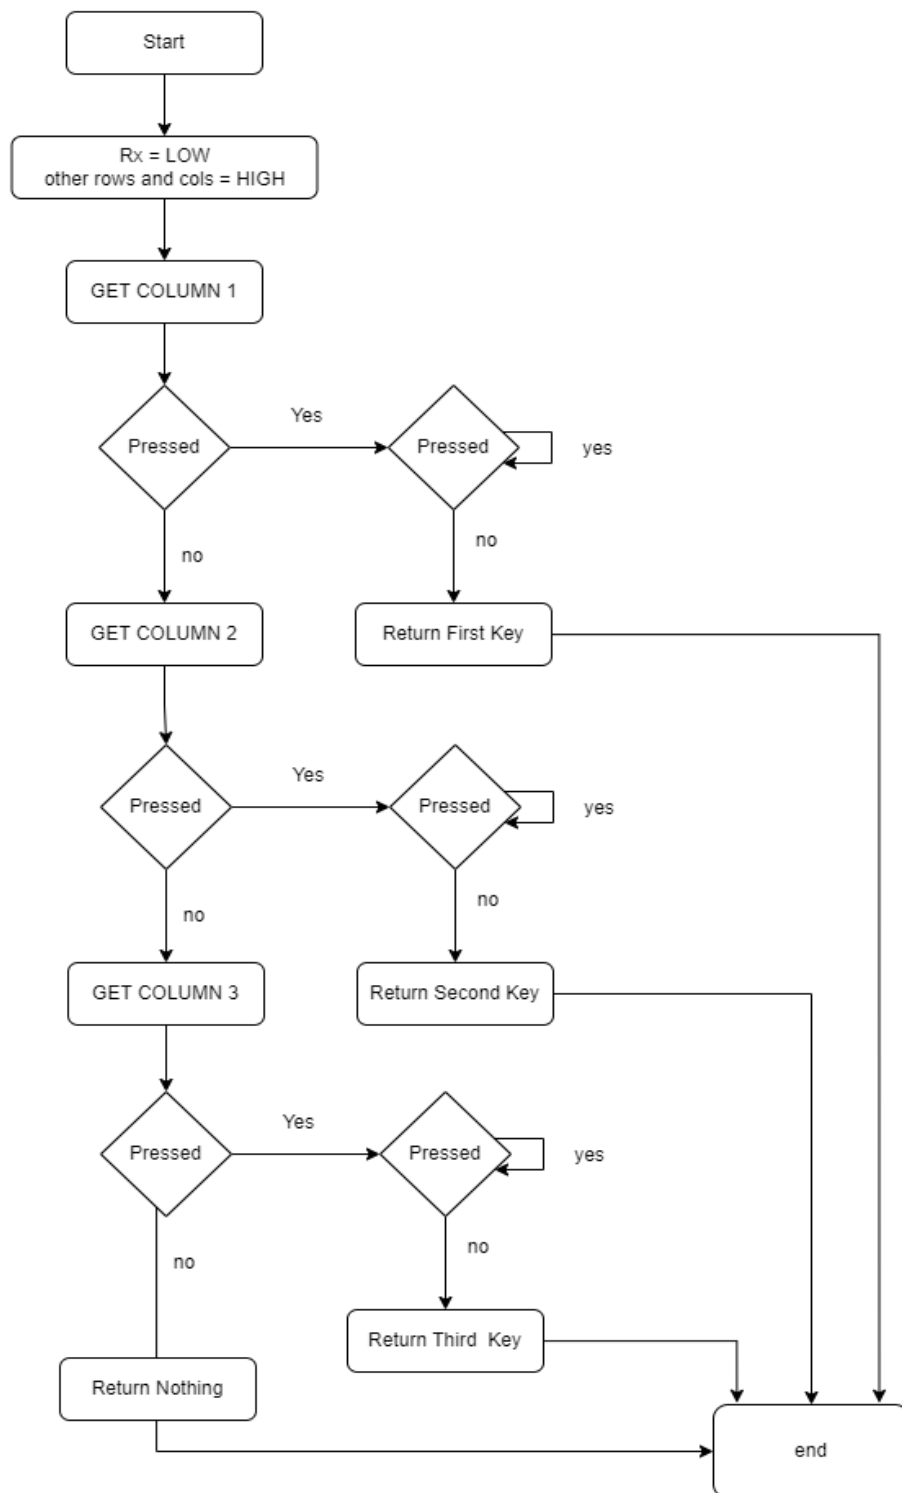 Start
Rx = LOW
other rows and cols = HIGH
GET COLUMN 1
Yes
Pressed
Pressed
yes
no
no
GET COLUMN 2
Return First Key
Yes
Pressed
Pressed
yes
no
no
GET COLUMN 3
Return Second Key
Yes
Pressed
Pressed
yes
no
no
Return Third  Key
Return Nothing
end